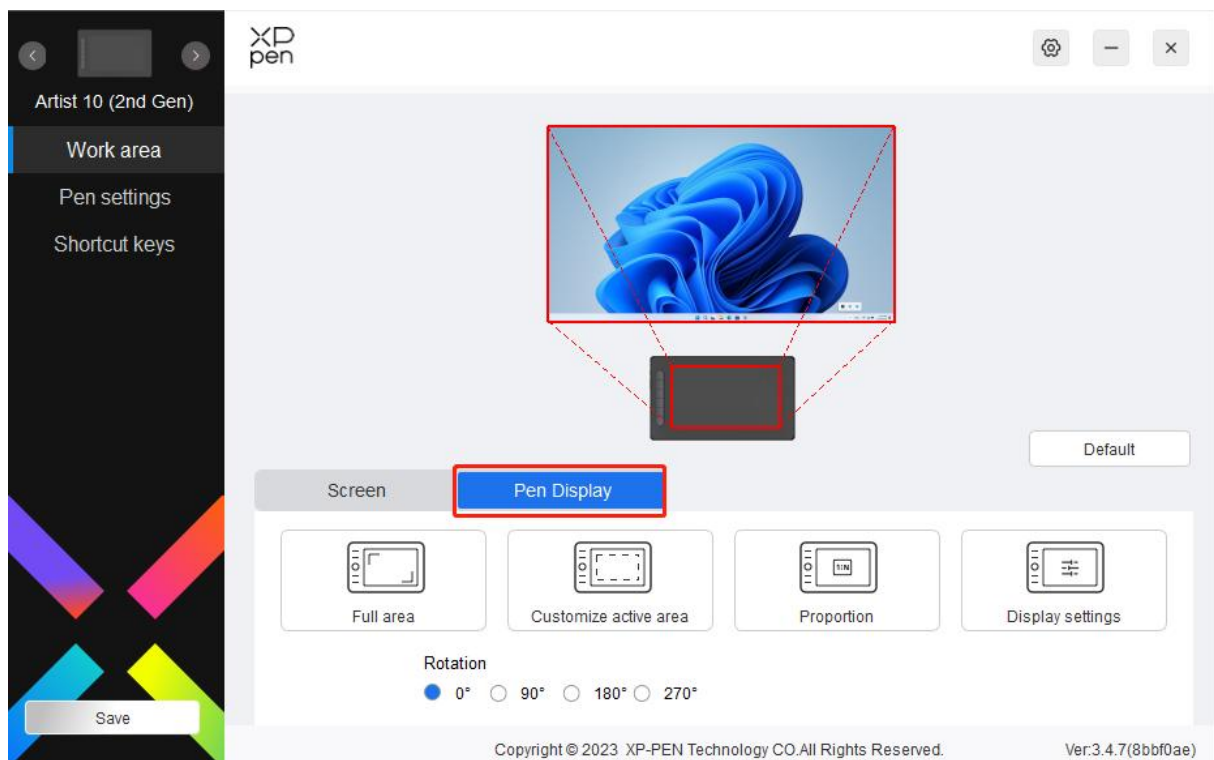 XP
pen
Artist 10 (2nd Gen)
Work area
Pen settings
Shortcut keys
Save
Default
Screen
Pen Display
Full area
Customize active area
1:N
Proportion
Display settings
Rotation
0° 90° 180° 270°
Copyright © 2023 XP-PEN Technology CO.All Rights Reserved.
Ver:3.4.7(8bbf0ae)